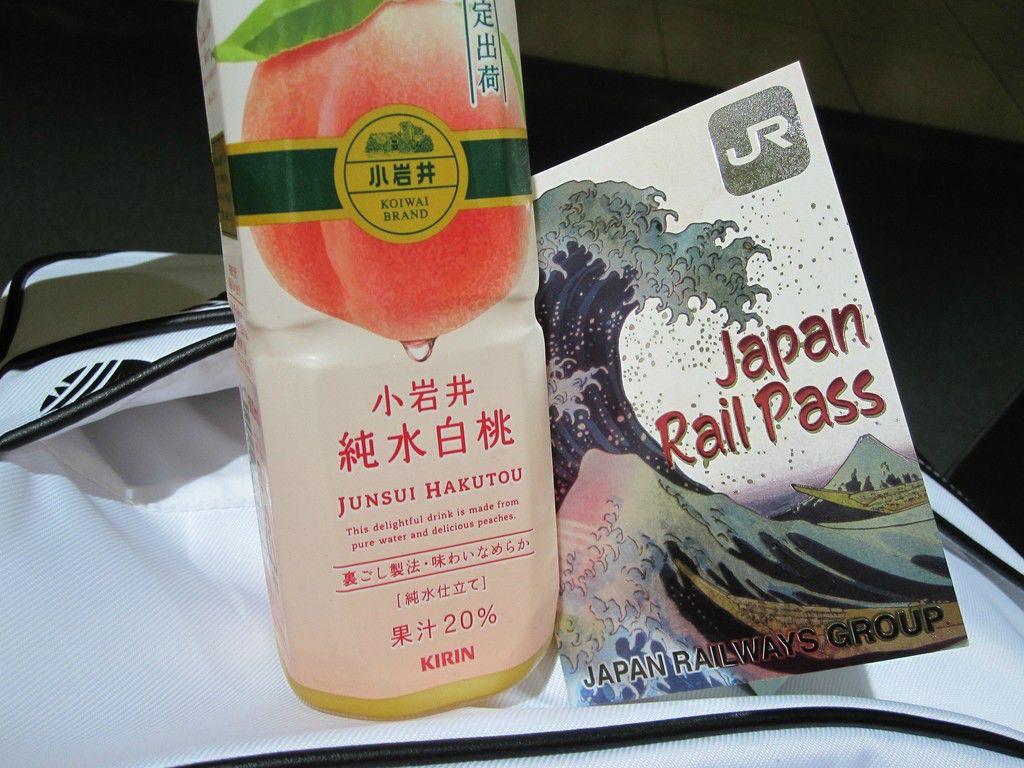 定出荷
小岩井
KOIWAI
BRAND
小岩井
純水白桃
JUNSUI HAKUTOU
This delightful drink is made from
pure water and delicious peaches.
裏ごし製法・味わいなめらか
[純水仕立て]
果汁20%
KIRIN
JR
Japan
Rail Pass
JAPAN RAILWAYS GROUP